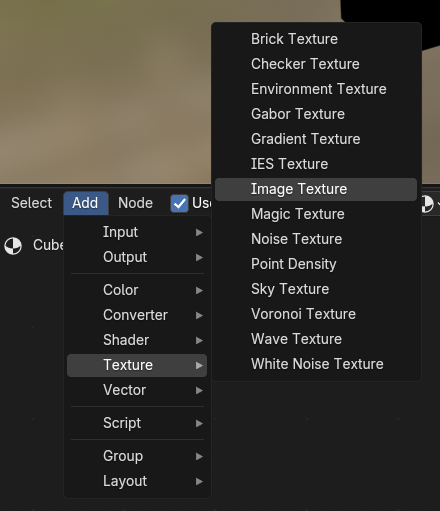 Brick Texture
Checker Texture
Environment Texture
Gabor Texture
Gradient Texture
IES Texture
Image Texture
Magic Texture
Noise Texture
Point Density
Sky Texture
Voronoi Texture
Wave Texture
White Noise Texture
Select Add Node Us
Cube
Input
Output
Color
Converter
Shader
Texture
Vector
Script
Group
Layout